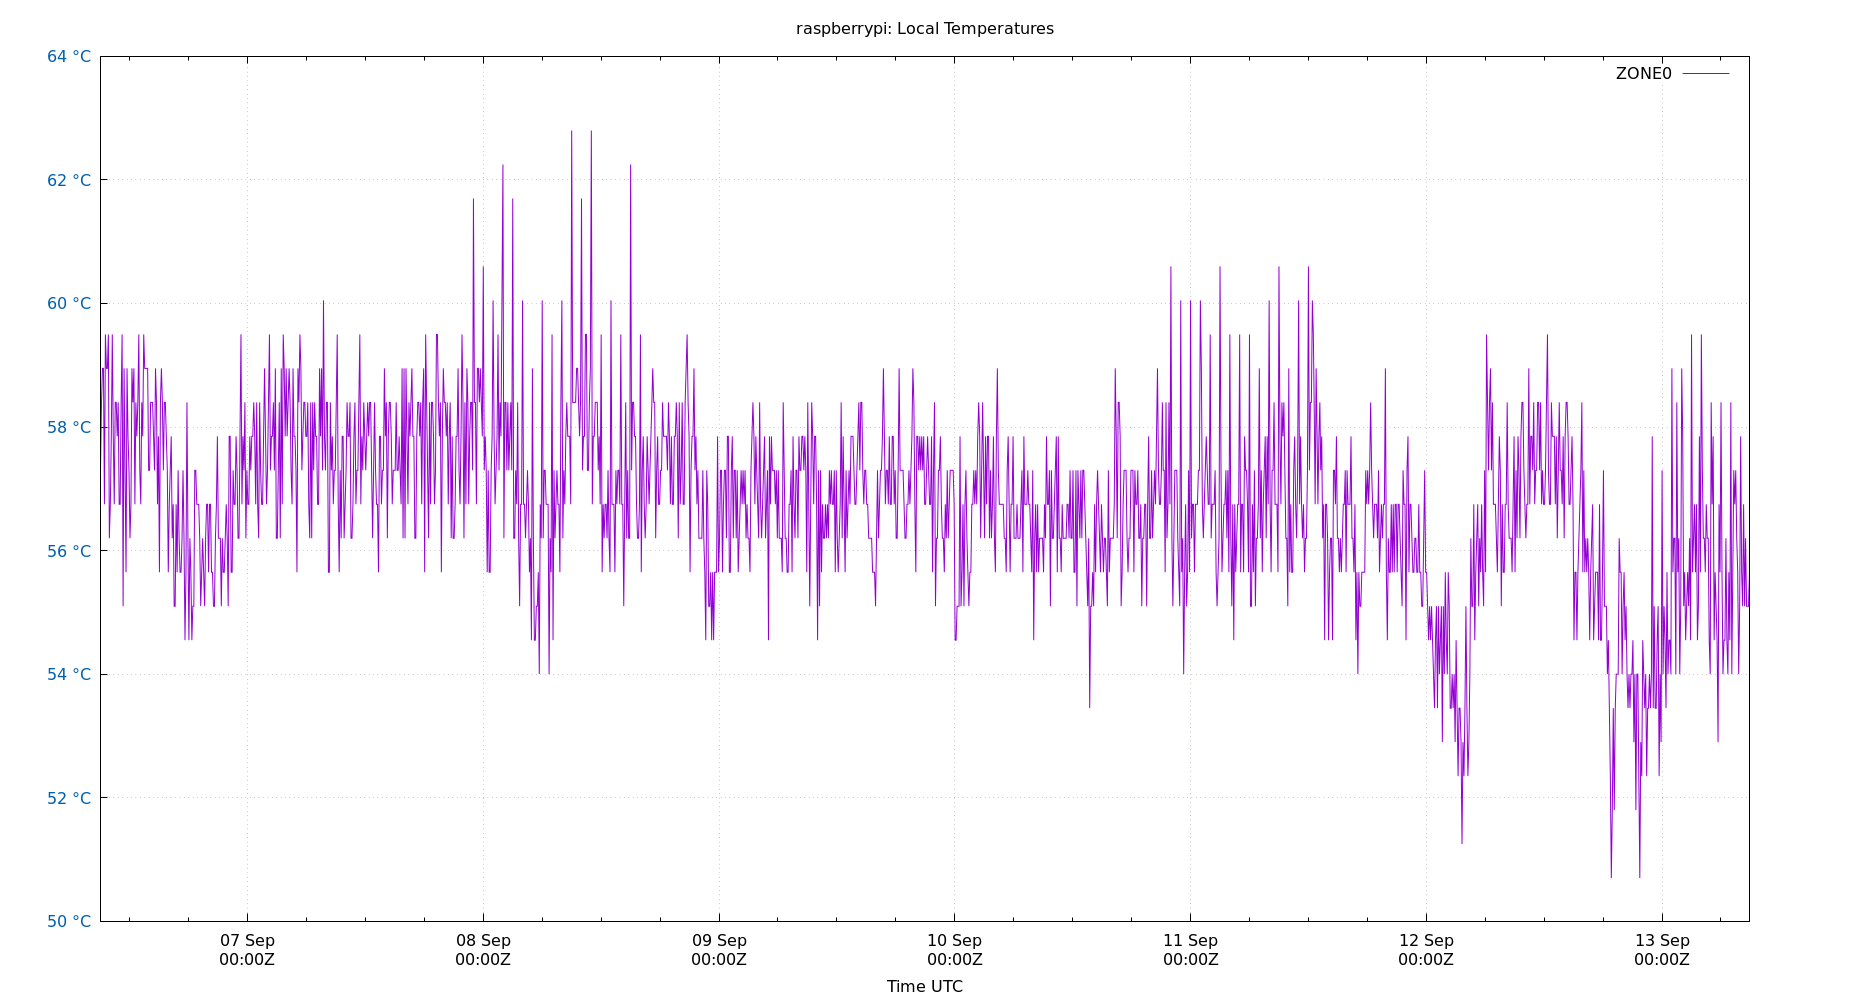 raspberrypi: Local Temperatures
64 °C
ZONE0
62 °C
60 °C
58 °C
56 °C
54 °C
52 °C
50 °C
07 Sep 08 Sep 09 Sep 10 Sep 11 Sep 12 Sep 13 Sep
00:00Z 00:00Z 00:00Z 00:00Z 00:00Z 00:00Z 00:00Z
Time UTC